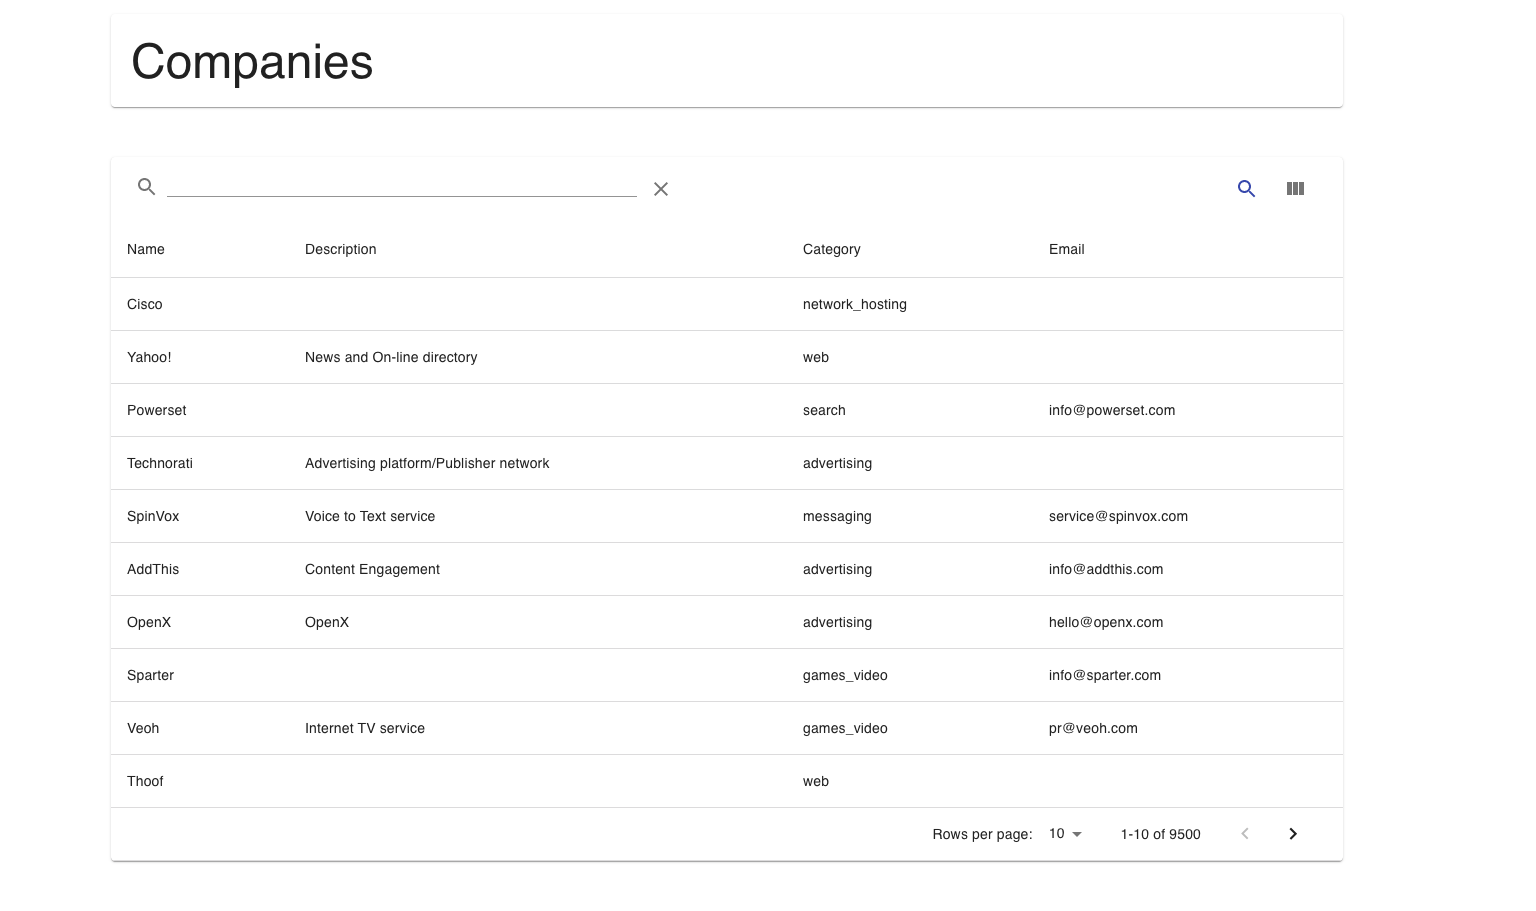 Companies
Name Description Category Email
Cisco network_hosting
Yahoo! News and On-line directory web
Powerset search info@powerset.com
Technorati Advertising platform/Publisher network advertising
SpinVox Voice to Text service messaging service@spinvox.com
AddThis Content Engagement advertising info@addthis.com
OpenX OpenX advertising hello@openx.com
Sparter games_video info@sparter.com
Veoh Internet TV service games_video pr@veoh.com
Thoof web
Rows per page: 10 1-10 of 9500